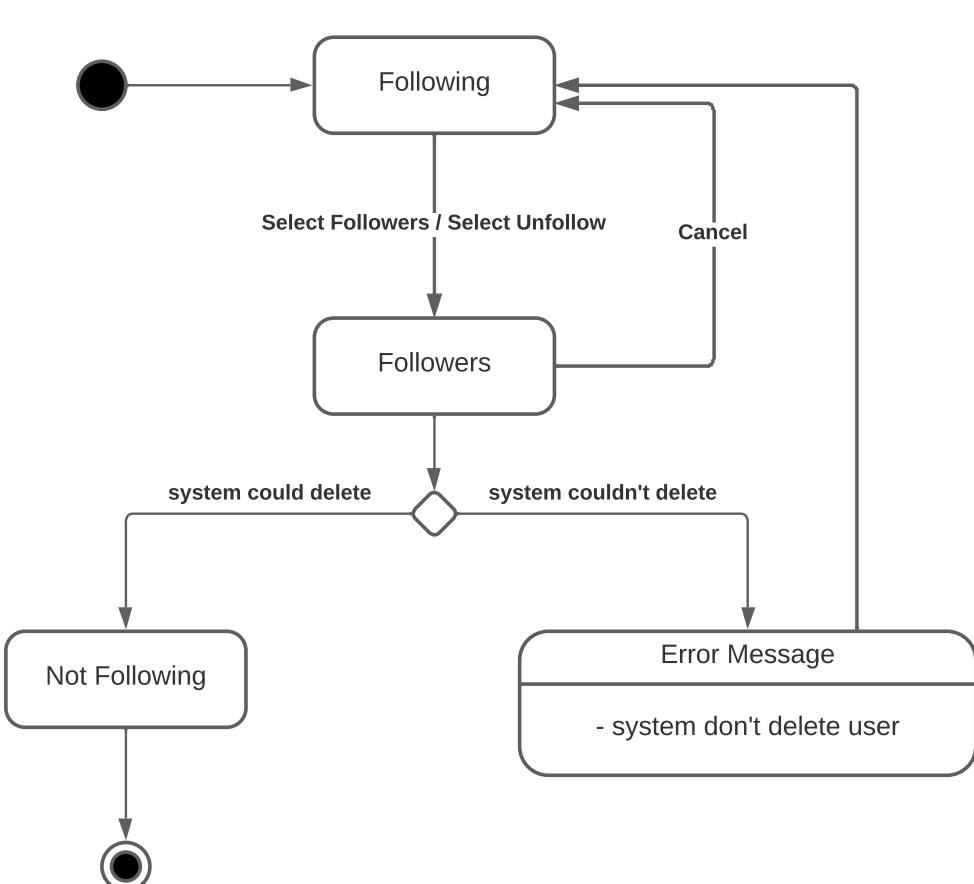 Following
Select Followers / Select Unfollow
Cancel
Followers
system could delete
system couldn't delete
Not Following
Error Message
- system don't delete user